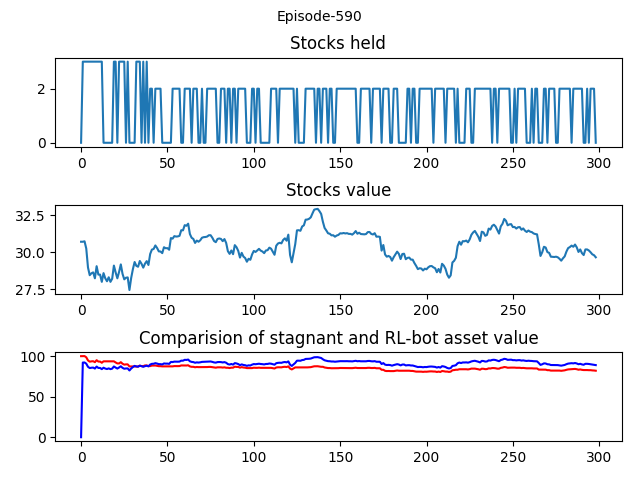 Episode-590
Stocks held
2
0
0 50 100 150 200 250 300
Stocks value
32.5
30.0
27.5
0 50 100 150 200 250 300
Comparision of stagnant and RL-bot asset value
100
50
0
0 50 100 150 200 250 300